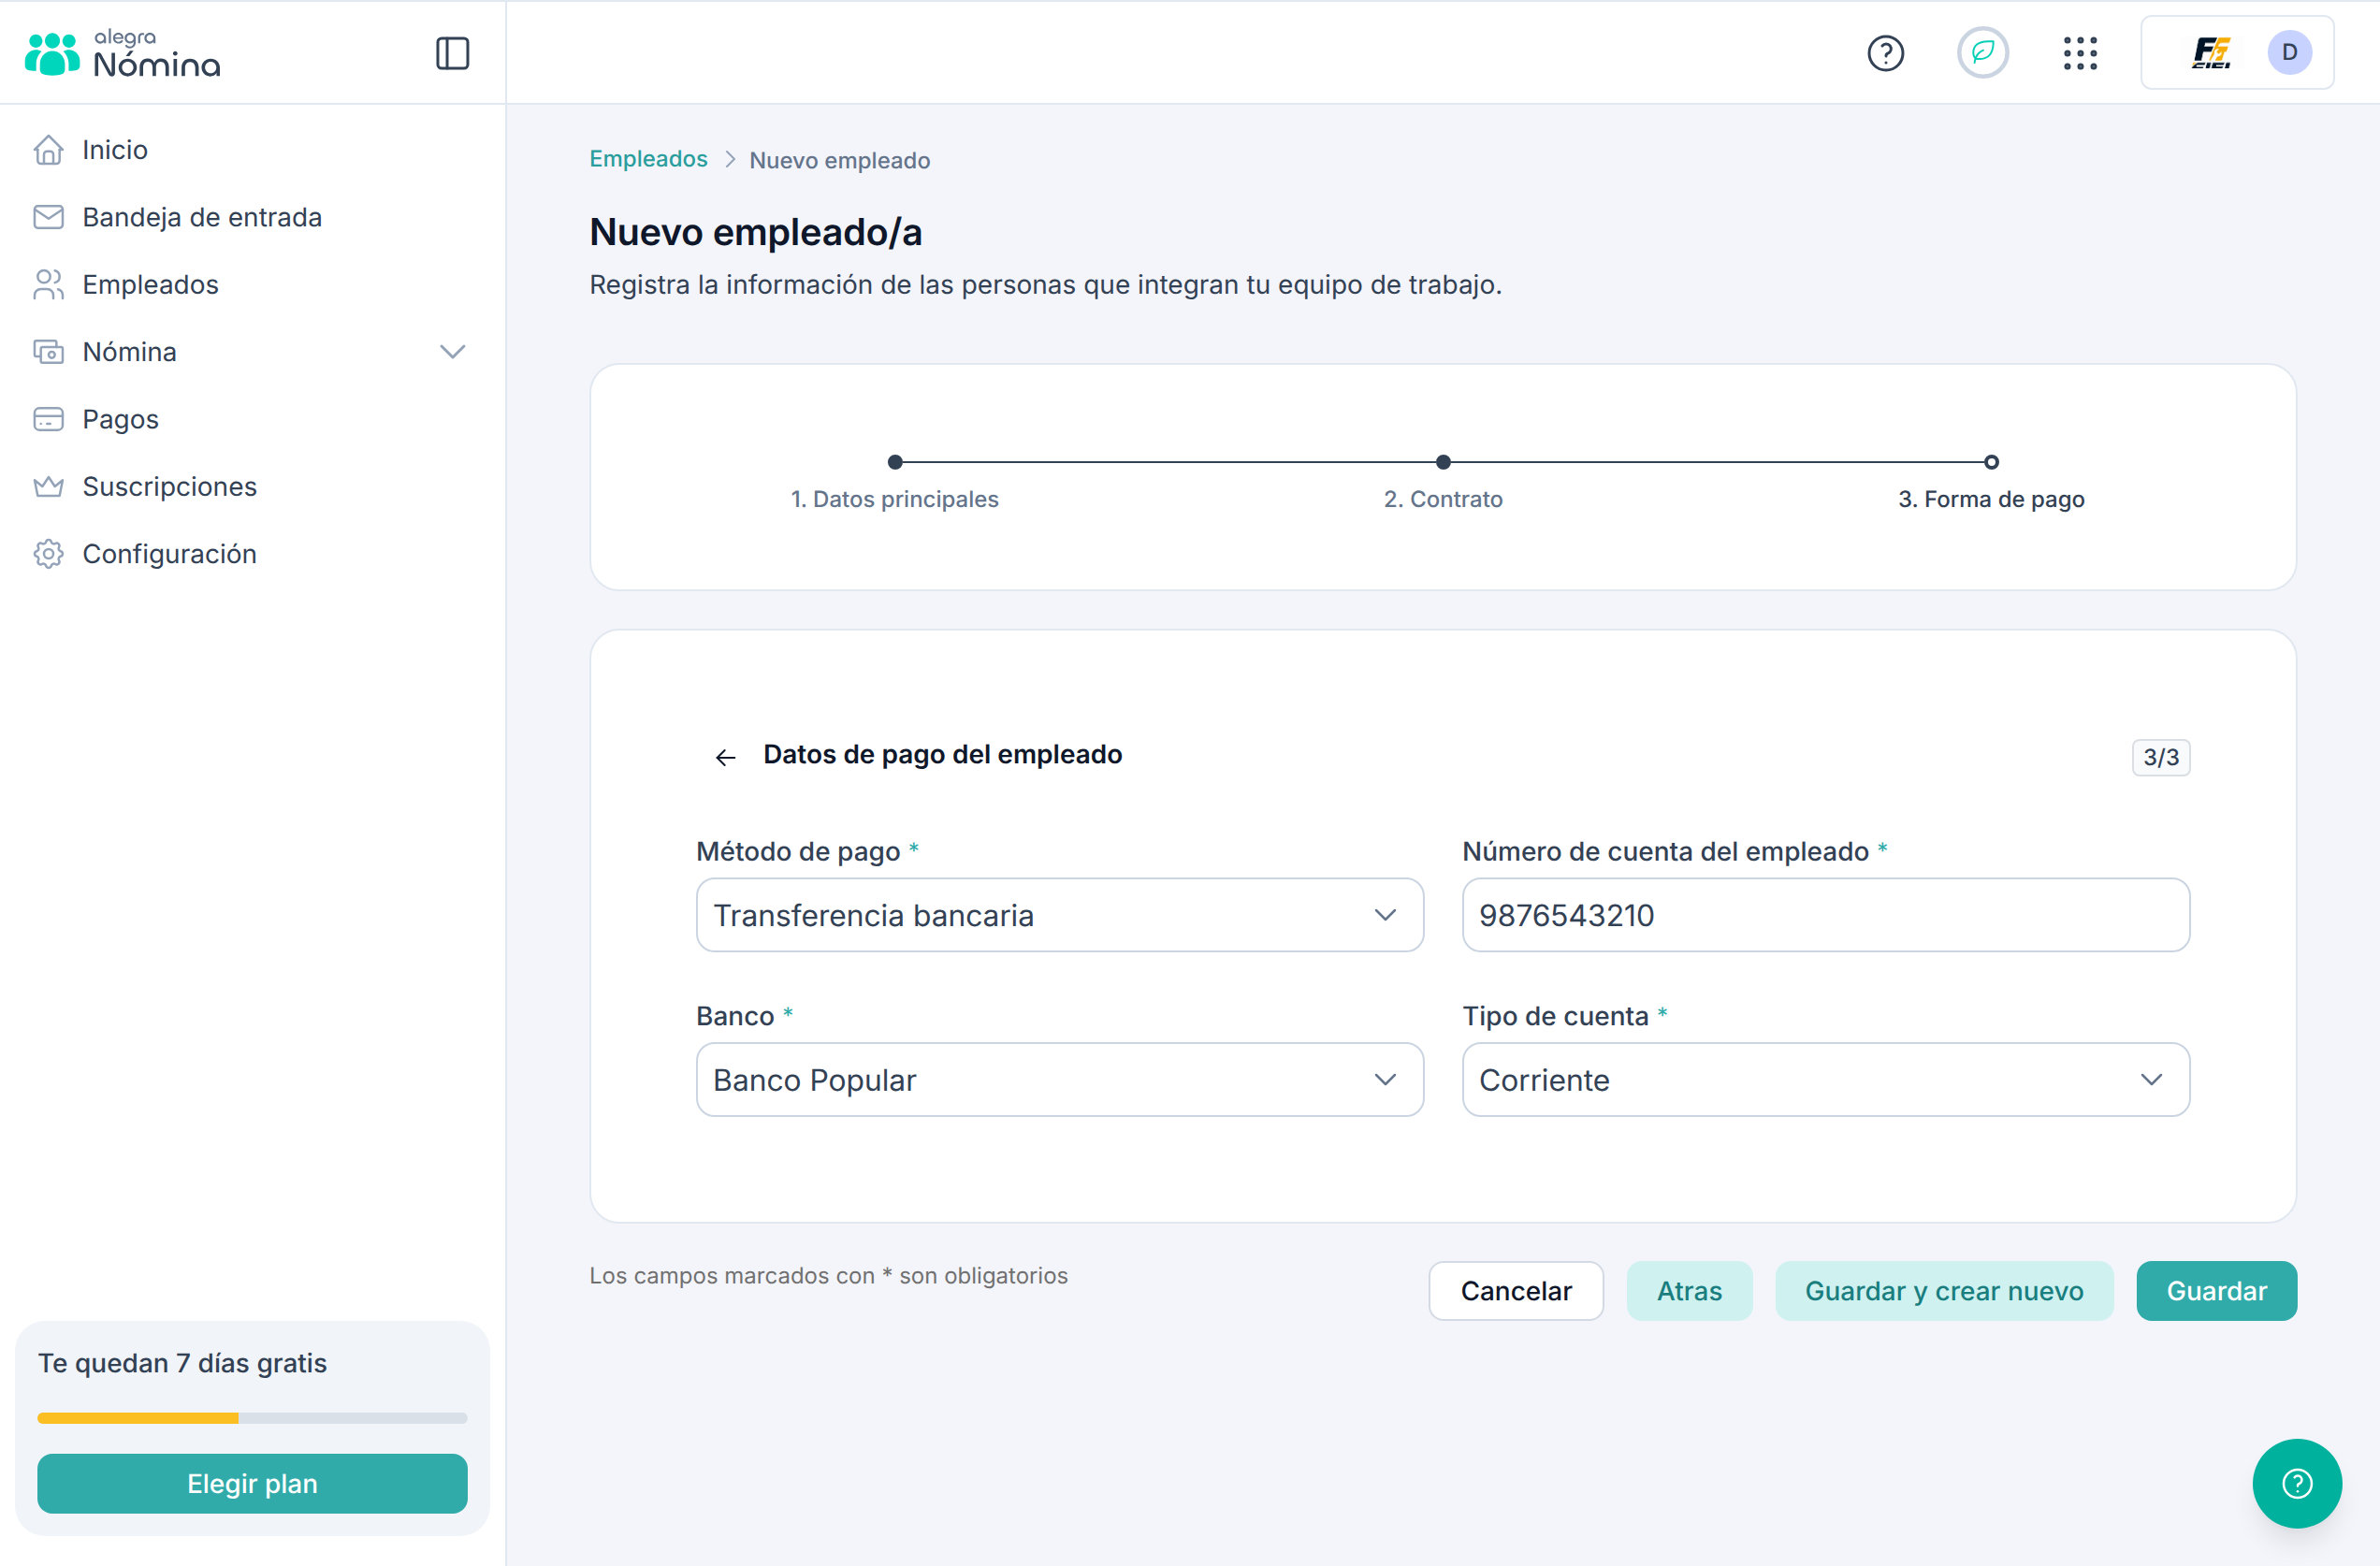 alegra
Nómina
D
Inicio
Bandeja de entrada
Empleados
Nómina
Pagos
Suscripciones
Configuración
Te quedan 7 días gratis
Elegir plan
Empleados > Nuevo empleado
Nuevo empleado/a
Registra la información de las personas que integran tu equipo de trabajo.
1. Datos principales
2. Contrato
3. Forma de pago
Datos de pago del empleado
3/3
Método de pago *
Transferencia bancaria
Número de cuenta del empleado *
9876543210
Banco *
Banco Popular
Tipo de cuenta *
Corriente
Los campos marcados con * son obligatorios
Cancelar
Atras
Guardar y crear nuevo
Guardar